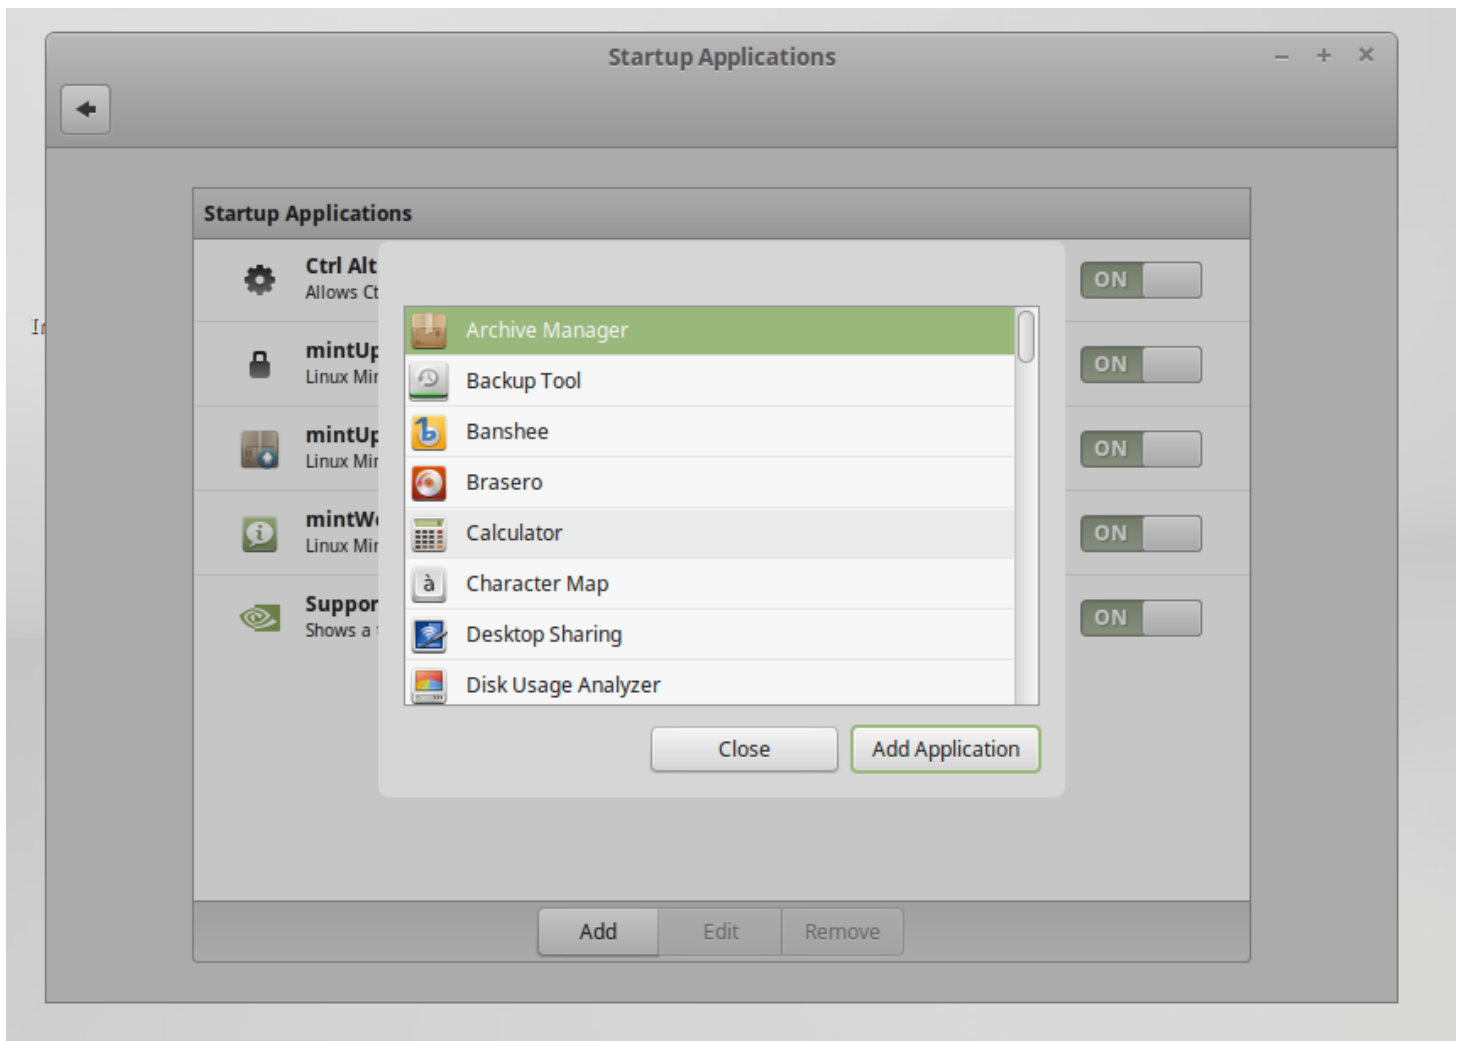 Startup Applications
Startup Applications
Ctrl Alt
Allows Ct
ON
mintUp
Linux Mir
ON
mintUp
Linux Mir
ON
mintW
Linux Mir
ON
Suppor
Shows a
ON
Archive Manager
Backup Tool
Banshee
Brasero
Calculator
à
Character Map
Desktop Sharing
Disk Usage Analyzer
Close
Add Application
Add
Edit
Remove